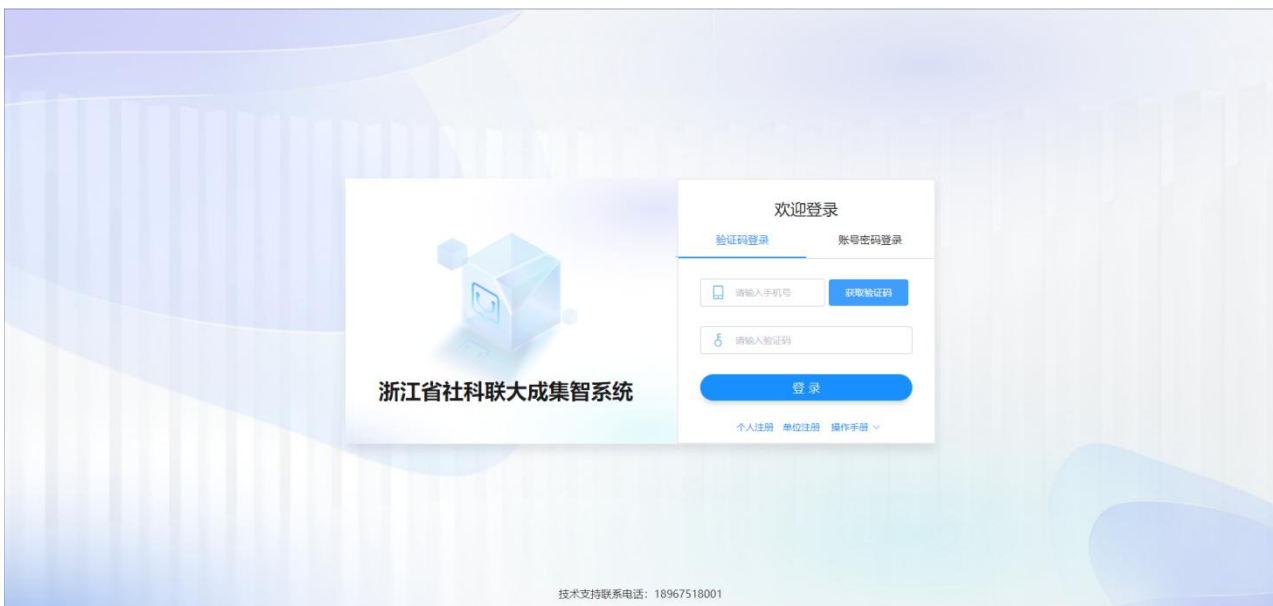 欢迎登录
验证码登录 账号密码登录
请输入手机号 获取验证码
请输入验证码
浙江省社科联大成集智系统
登录
个人注册 单位注册 操作手册
技术支持联系电话：18967518001